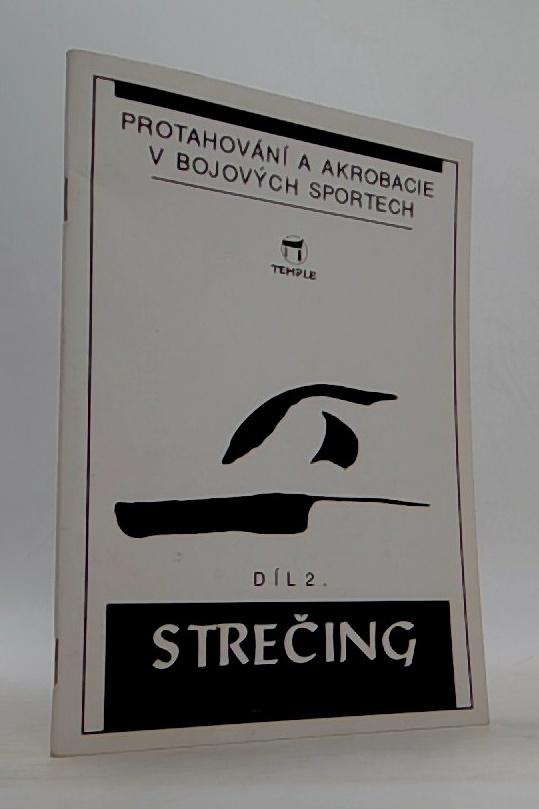 PROTAHOVÁNÍ A AKROBACIE
V BOJOVÝCH SPORTECH
TEMPLE
DÍL 2.
STREČING